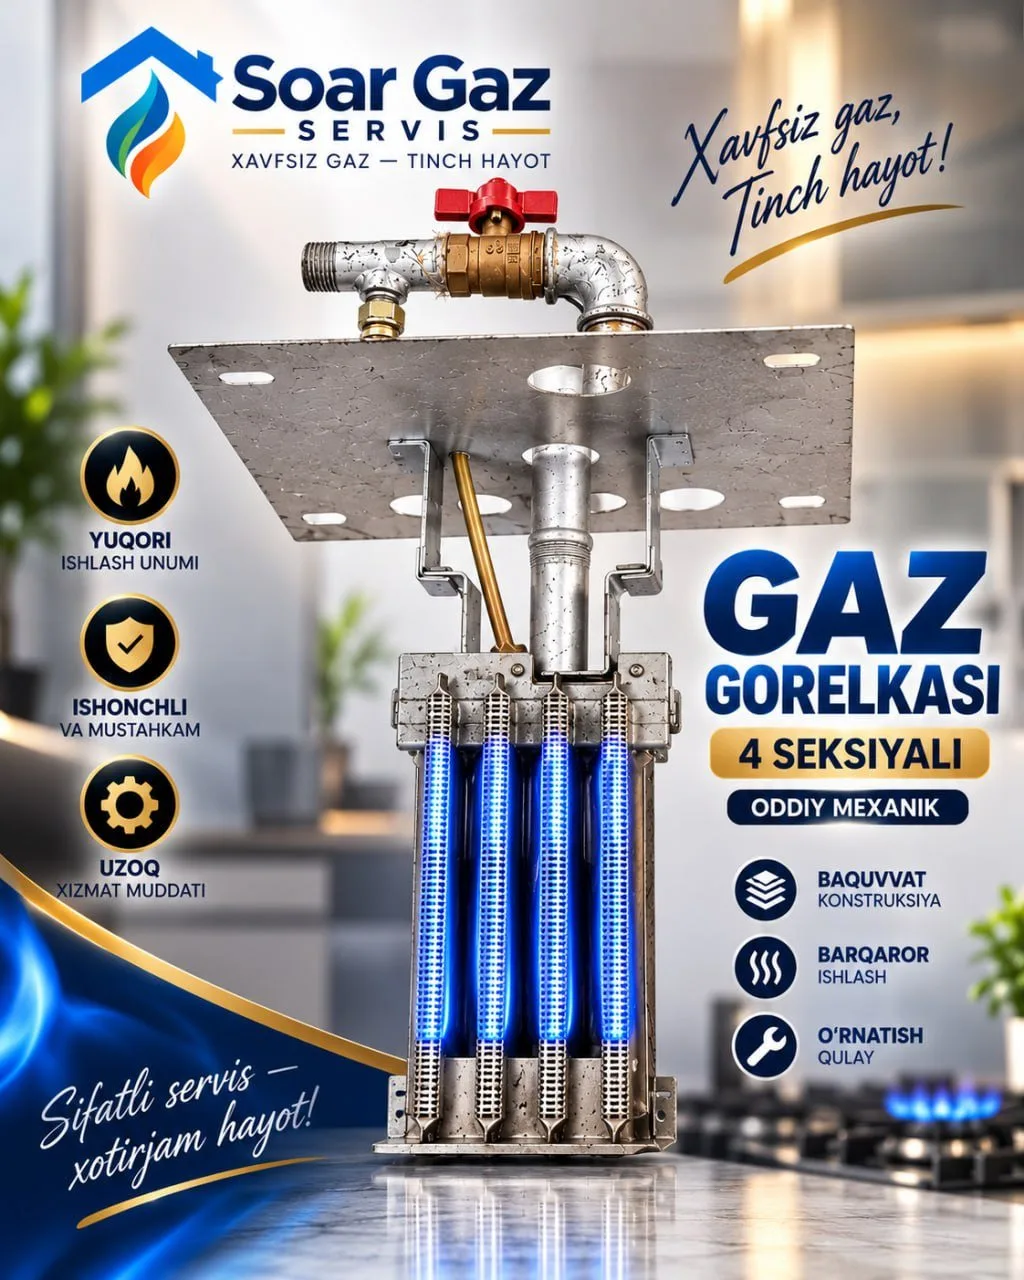 Soar Gaz
SERVIS
XAVFSIZ GAZ — TINCH HAYOT
Xavfsiz gaz,
Tinch hayot!
YUQORI
ISHLASH UNUMI
ISHONCHLI
VA MUSTAHKAM
UZOQ
XIZMAT MUDDATI
GAZ
GORELKASI
4 SEKSIYALI
ODDIY MEXANIK
BAQUVVAT
KONSTRUKSIYA
BARQAROR
ISHLASH
O'RNATISH
QULAY
Sifatli servis —
xotirjam hayot!